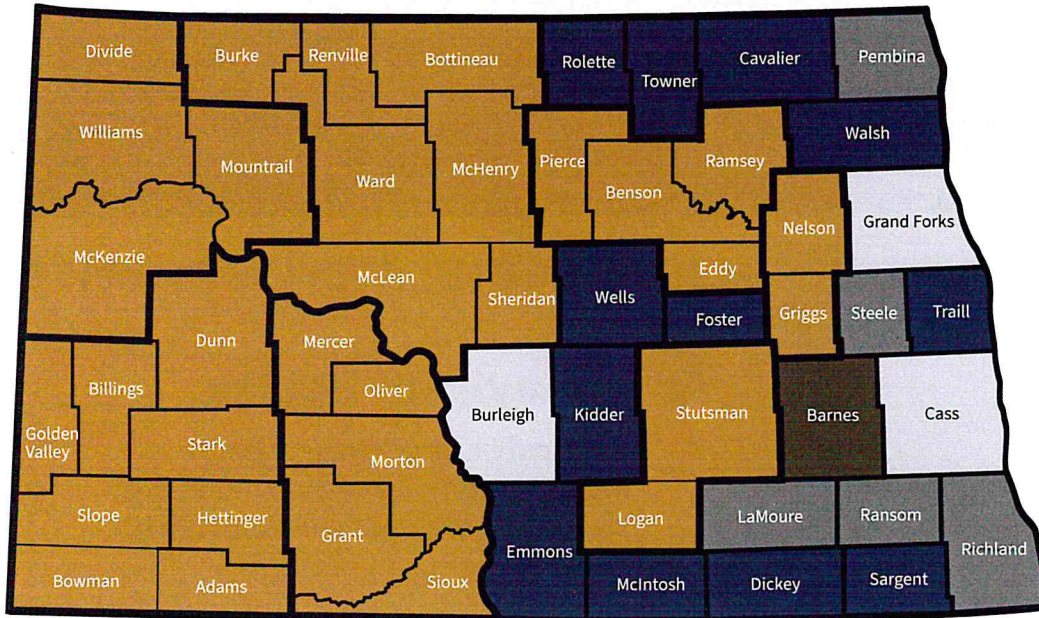 Divide
Burke
Renville
Bottineau
Rolette
Towner
Cavalier
Pembina
Williams
Mountrail
Ward
McHenry
Pierce
Benson
Ramsey
Walsh
McKenzie
McLean
Sheridan
Wells
Eddy
Foster
Nelson
Grand Forks
Griggs
Steele
Traill
Dunn
Mercer
Oliver
Billings
Golden
Valley
Stark
Morton
Burleigh
Kidder
Stutsman
Barnes
Cass
Slope
Hettinger
Grant
Sioux
Emmons
Logan
LaMoure
Ransom
Richland
Bowman
Adams
McIntosh
Dickey
Sargent